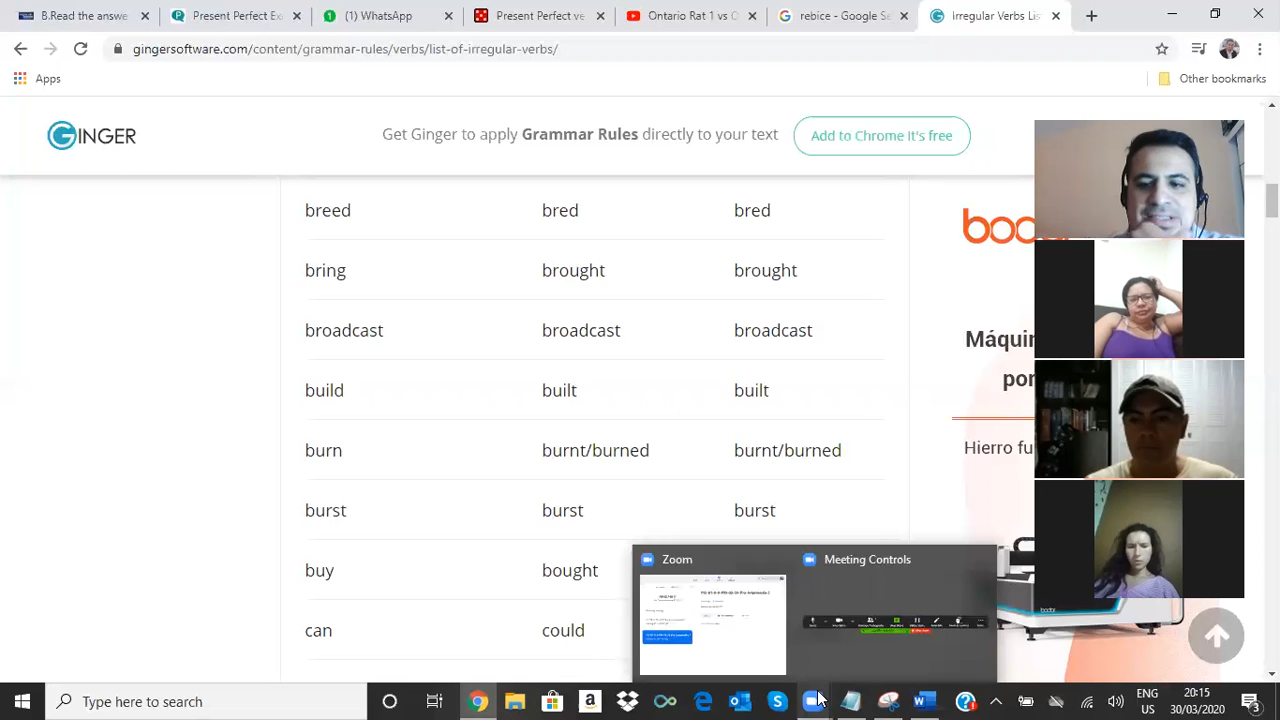 Read the answer
Present Perfect Ex
(1) WhatsApp
Present Perfect ve
Ontario Rat 1 vs O
rebice - Google Se
Irregular Verbs Lis
gingersoftware.com/content/grammar-rules/verbs/list-of-irregular-verbs/
Apps
Other bookmarks
GINGER
Get Ginger to apply Grammar Rules directly to your text
Add to Chrome It's free
breed bred bred
bring brought brought
broadcast broadcast broadcast
build built built
burn burnt/burned burnt/burned
burst burst burst
buy bought
can could
Máquin
por
Hierro fu
Zoom
Meeting Controls
Type here to search
ENG
US
20:15
30/03/2020